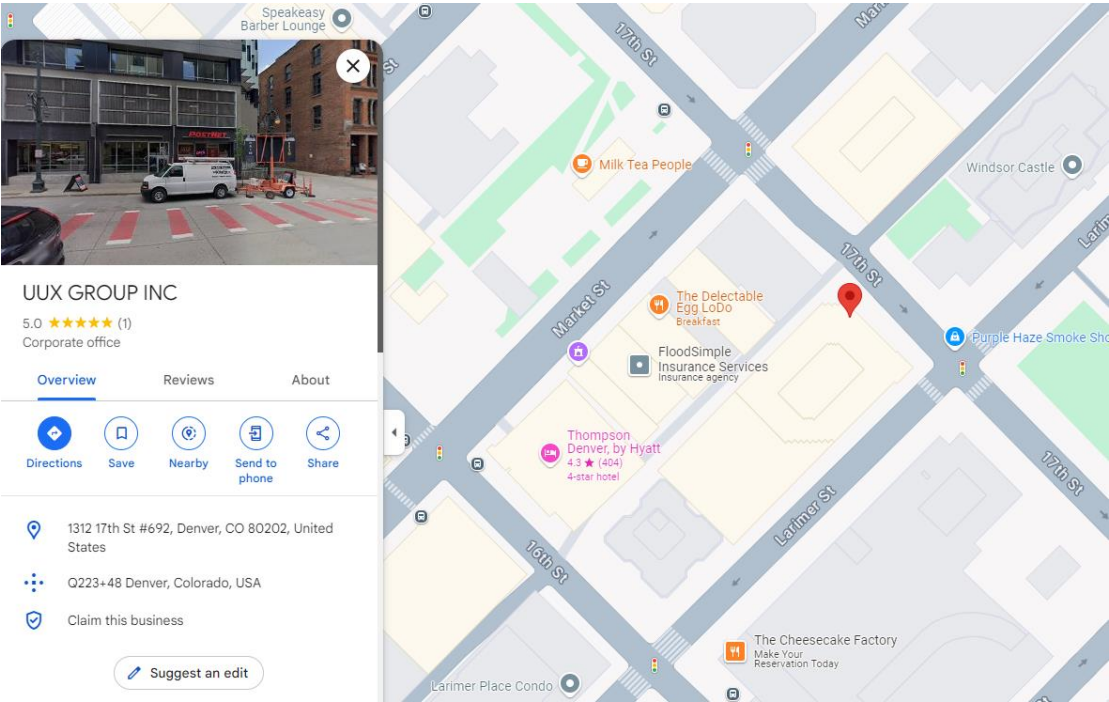 Speakeasy
Barber Lounge
POSTNET
UUX GROUP INC
5.0 ★★★★★ (1)
Corporate office
Overview
Reviews
About
Directions
Save
Nearby
Send to
phone
Share
1312 17th St #692, Denver, CO 80202, United
States
Q223+48 Denver, Colorado, USA
Claim this business
Suggest an edit
17th St
Mar
St
Milk Tea People
Windsor Castle
Larim
17th St
Market St
The Delectable
Egg LoDo
Breakfast
FloodSimple
Insurance Services
Insurance agency
Purple Haze Smoke Sho
Thompson
Denver, by Hyatt
4.3 ★ (404)
4-star hotel
17th St
Larimer St
16th St
The Cheesecake Factory
Make Your
Reservation Today
Larimer Place Condo